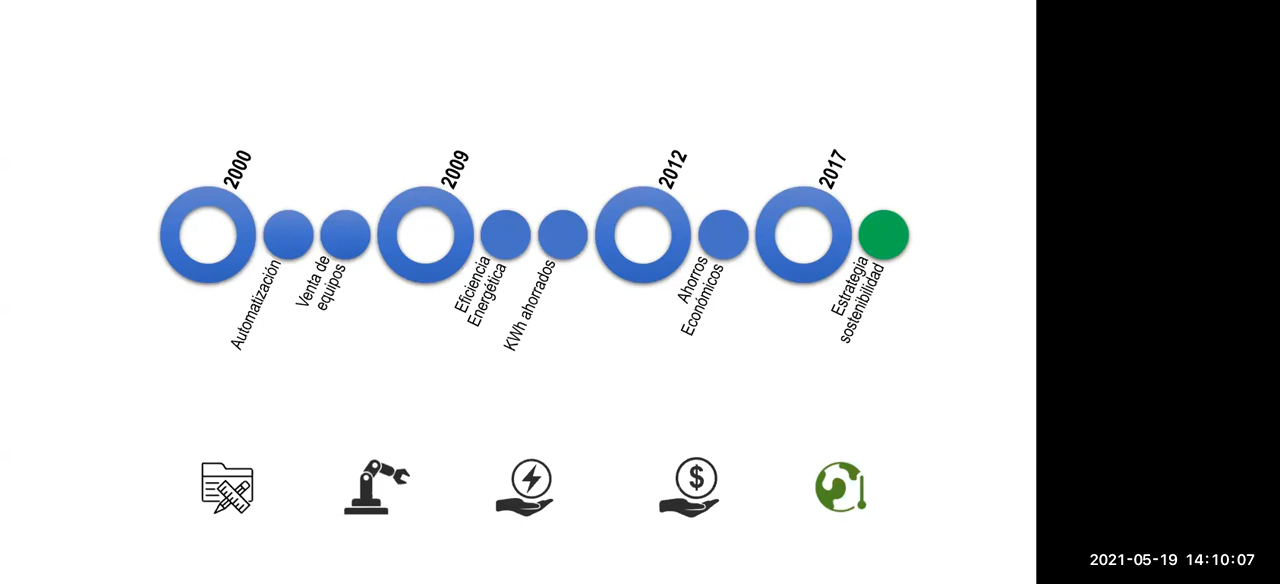 2000
2009
2012
2017
Automatización
Venta de
equipos
Eficiencia
Energética
KWh ahorrados
Ahorros
Económicos
Estrategia
sostenibilidad
$
2021-05-19 14:10:07